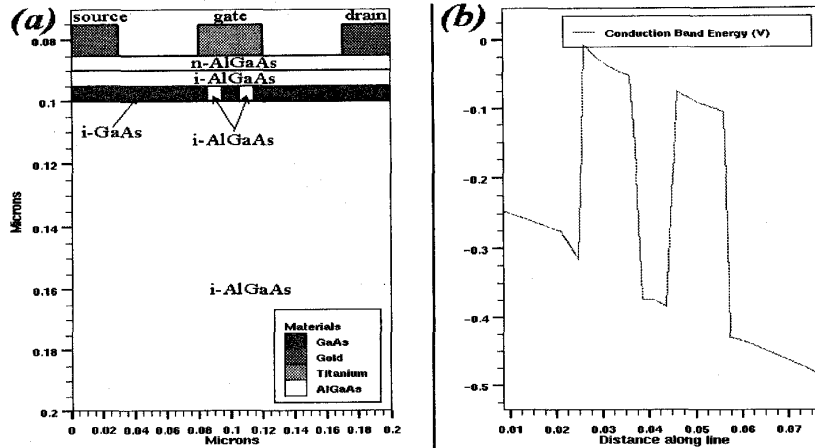 (a)
source gate drain
0.08
n-AlGaAs
i-AlGaAs
0.1
i-GaAs
i-AlGaAs
0.12
0.14
Microns
0.16
i-AlGaAs
0.18
0.2
Materials
GaAs
Gold
Titanium
AlGaAs
0 0.02 0.04 0.06 0.08 0.1 0.12 0.14 0.16 0.18 0.2
Microns
(b)
Conduction Band Energy (V)
0
-0.1
-0.2
-0.3
-0.4
-0.5
0.01 0.02 0.03 0.04 0.05 0.06 0.07
Distance along line